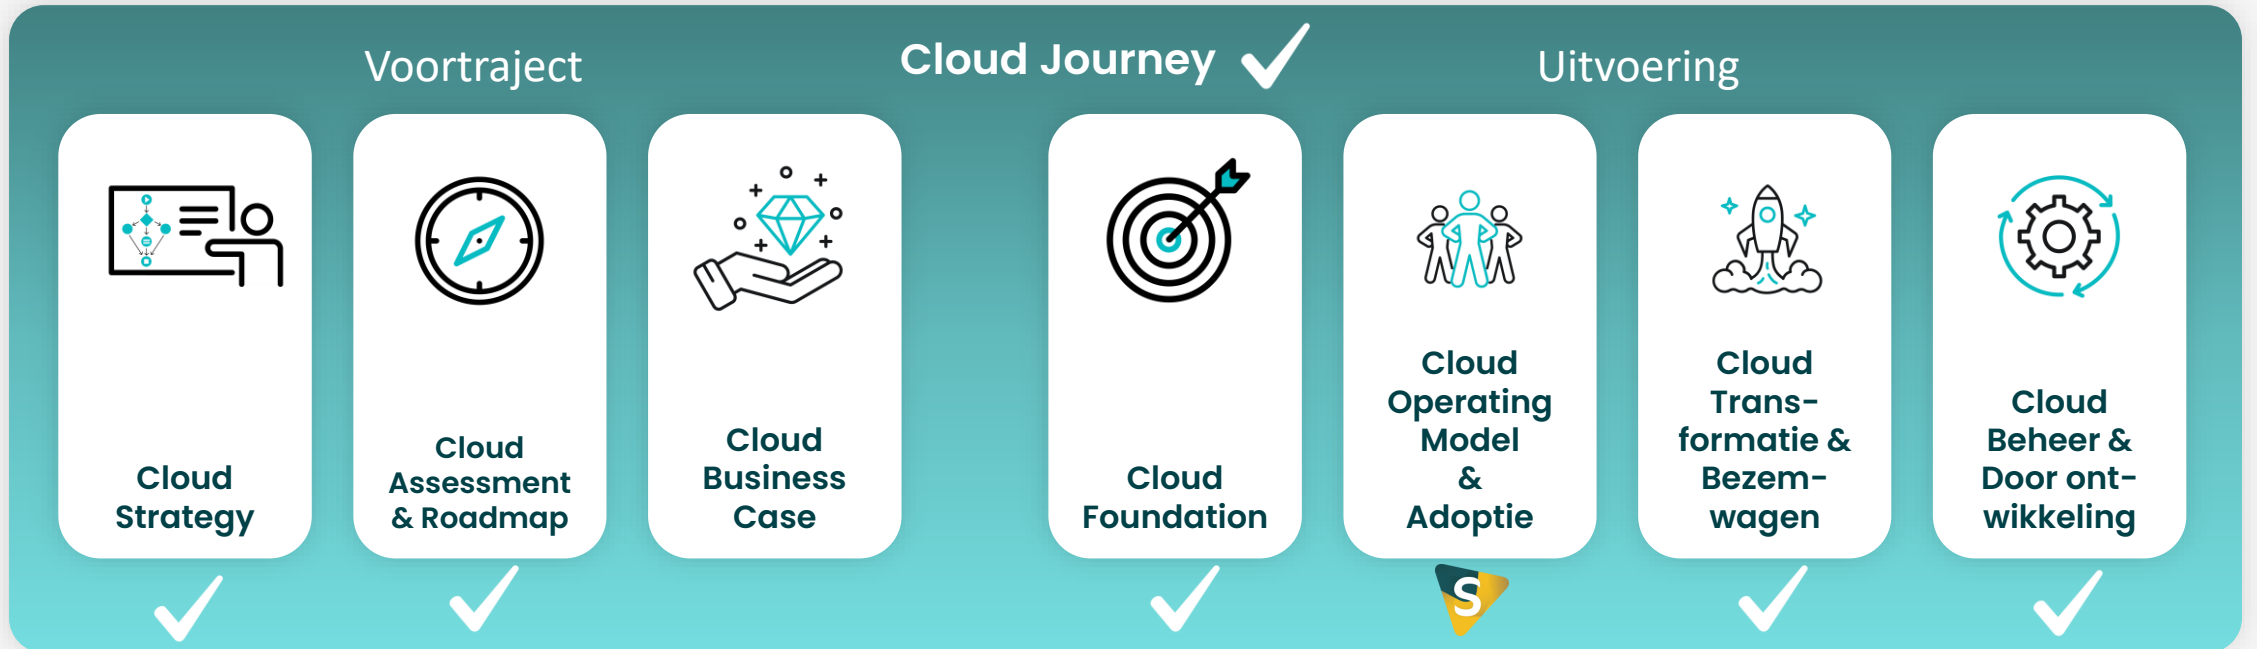 Voortraject
Cloud Journey
Uitvoering
Cloud
Strategy
Cloud
Assessment
& Roadmap
Cloud
Business
Case
Cloud
Foundation
Cloud
Operating
Model
&
Adoptie
Cloud
Trans-
formatie &
Bezem-
wagen
Cloud
Beheer &
Door ont-
wikkeling
S